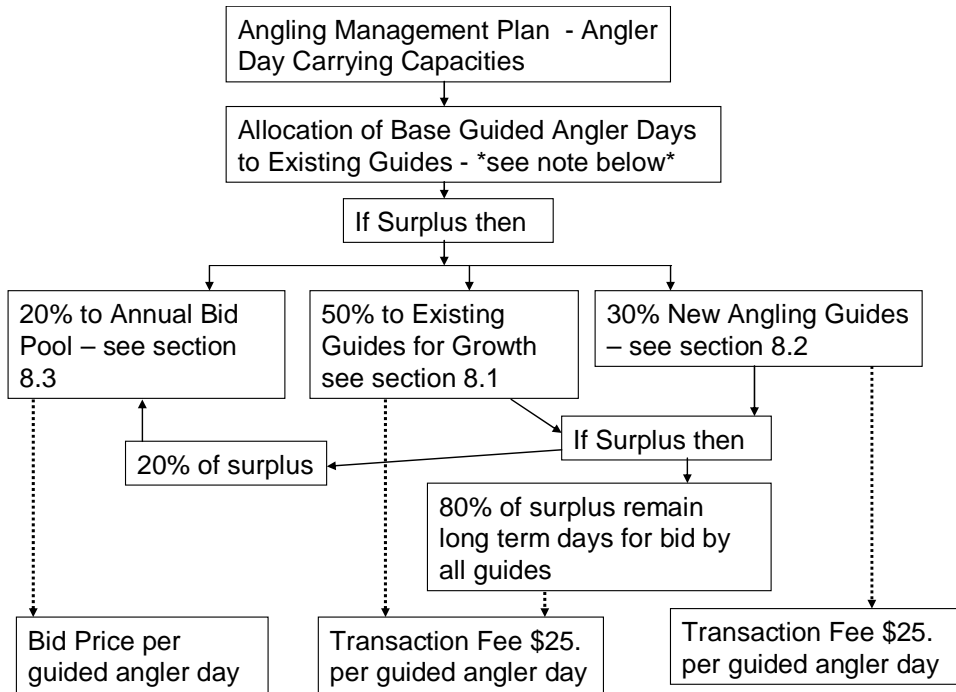 Angling Management Plan - Angler
Day Carrying Capacities
Allocation of Base Guided Angler Days
to Existing Guides - *see note below*
If Surplus then
20% to Annual Bid
Pool – see section
8.3
50% to Existing
Guides for Growth
see section 8.1
30% New Angling Guides
– see section 8.2
If Surplus then
20% of surplus
80% of surplus remain
long term days for bid by
all guides
Bid Price per
guided angler day
Transaction Fee $25.
per guided angler day
Transaction Fee $25.
per guided angler day